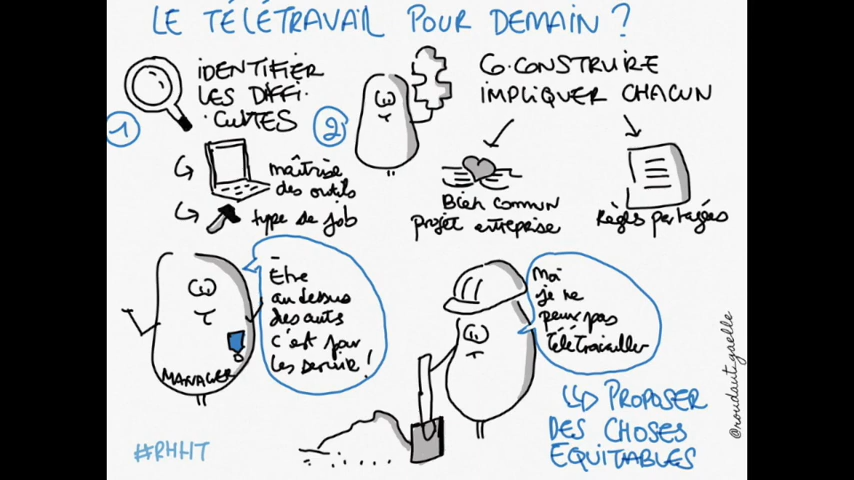 LE TÉLÉTRAVAIL POUR DEMAIN ?
1
IDENTIFIER
LES DIFFI-
-CULTES
maîtrise
des outils
type de job
2
CO-CONSTRUIRE
IMPLIQUER CHACUN
Bien commun
projet entreprise
Règles partagées
Être
au dessus
des auts
c'est pour
les servir !
MANAGER
Moi
je ne
peux pas
télétravailler
PROPOSER
DES CHOSES
EQUITABLES
#RHHT
@roudautgaelle